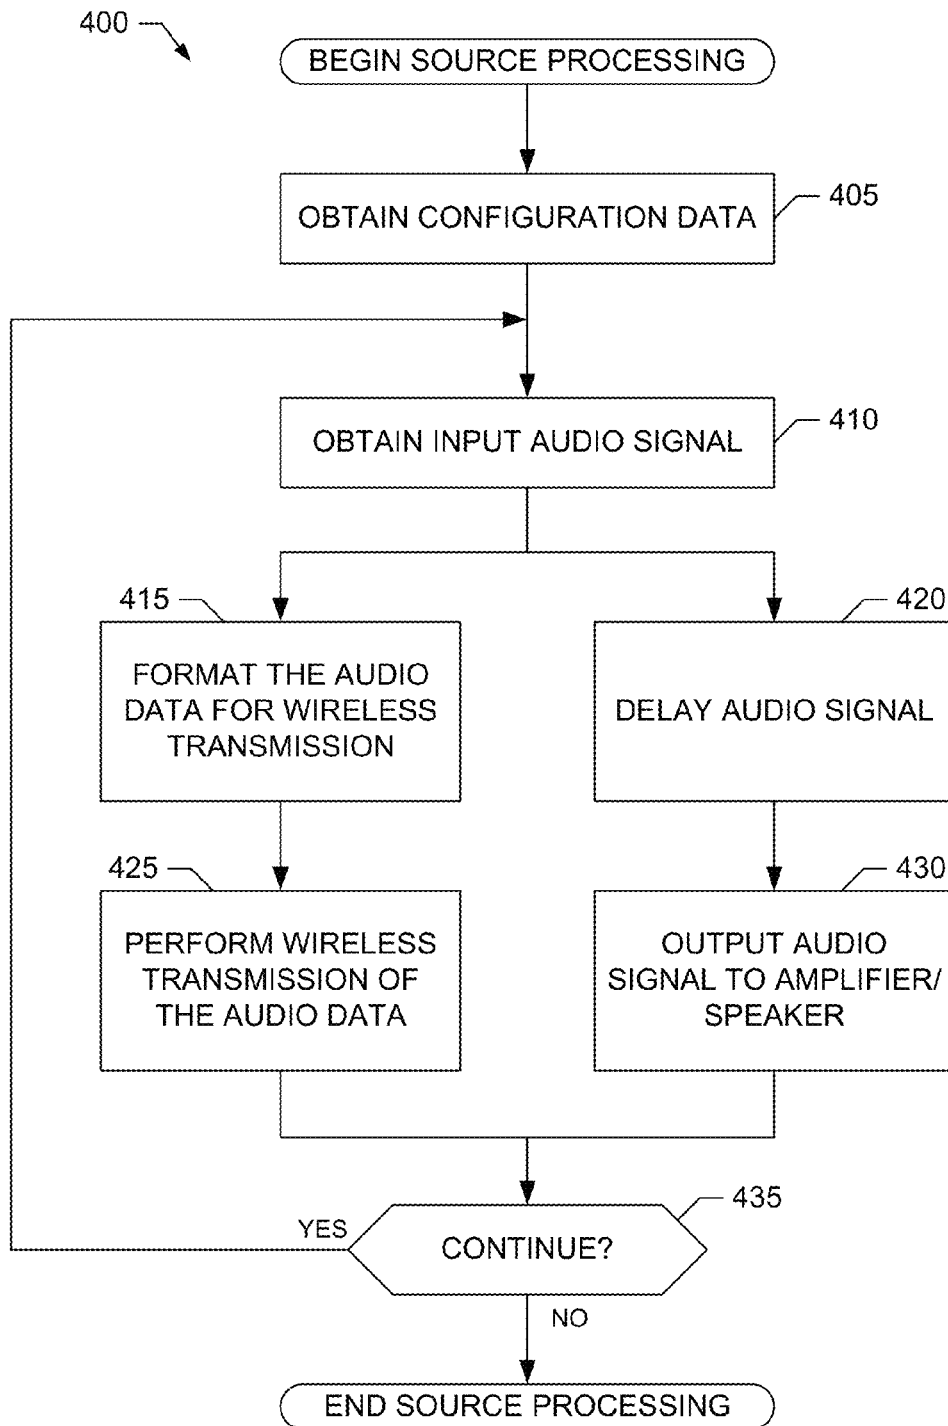 400
BEGIN SOURCE PROCESSING
OBTAIN CONFIGURATION DATA
405
OBTAIN INPUT AUDIO SIGNAL
410
415
FORMAT THE AUDIO
DATA FOR WIRELESS
TRANSMISSION
420
DELAY AUDIO SIGNAL
425
PERFORM WIRELESS
TRANSMISSION OF
THE AUDIO DATA
430
OUTPUT AUDIO
SIGNAL TO AMPLIFIER/
SPEAKER
435
YES
CONTINUE?
NO
END SOURCE PROCESSING